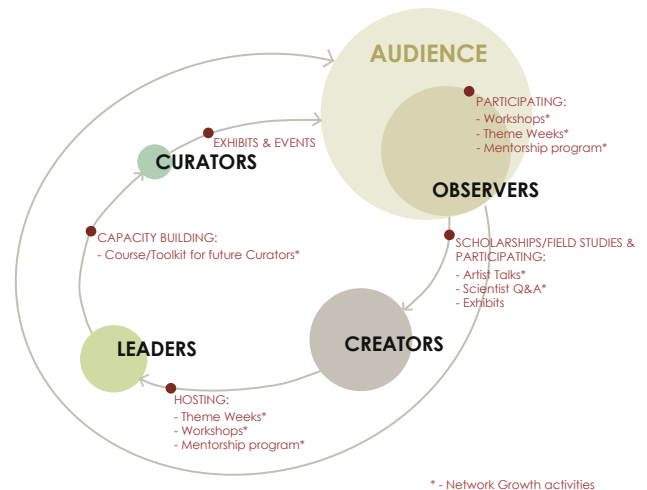 AUDIENCE
PARTICIPATING:
- Workshops*
- Theme Weeks*
- Mentorship program*
EXHIBITS & EVENTS
CURATORS
OBSERVERS
CAPACITY BUILDING:
- Course/Toolkit for future Curators*
SCHOLARSHIPS/FIELD STUDIES &
PARTICIPATING:
- Artist Talks*
- Scientist Q&A*
- Exhibits
LEADERS
CREATORS
HOSTING:
- Theme Weeks*
- Workshops*
- Mentorship program*
* - Network Growth activities